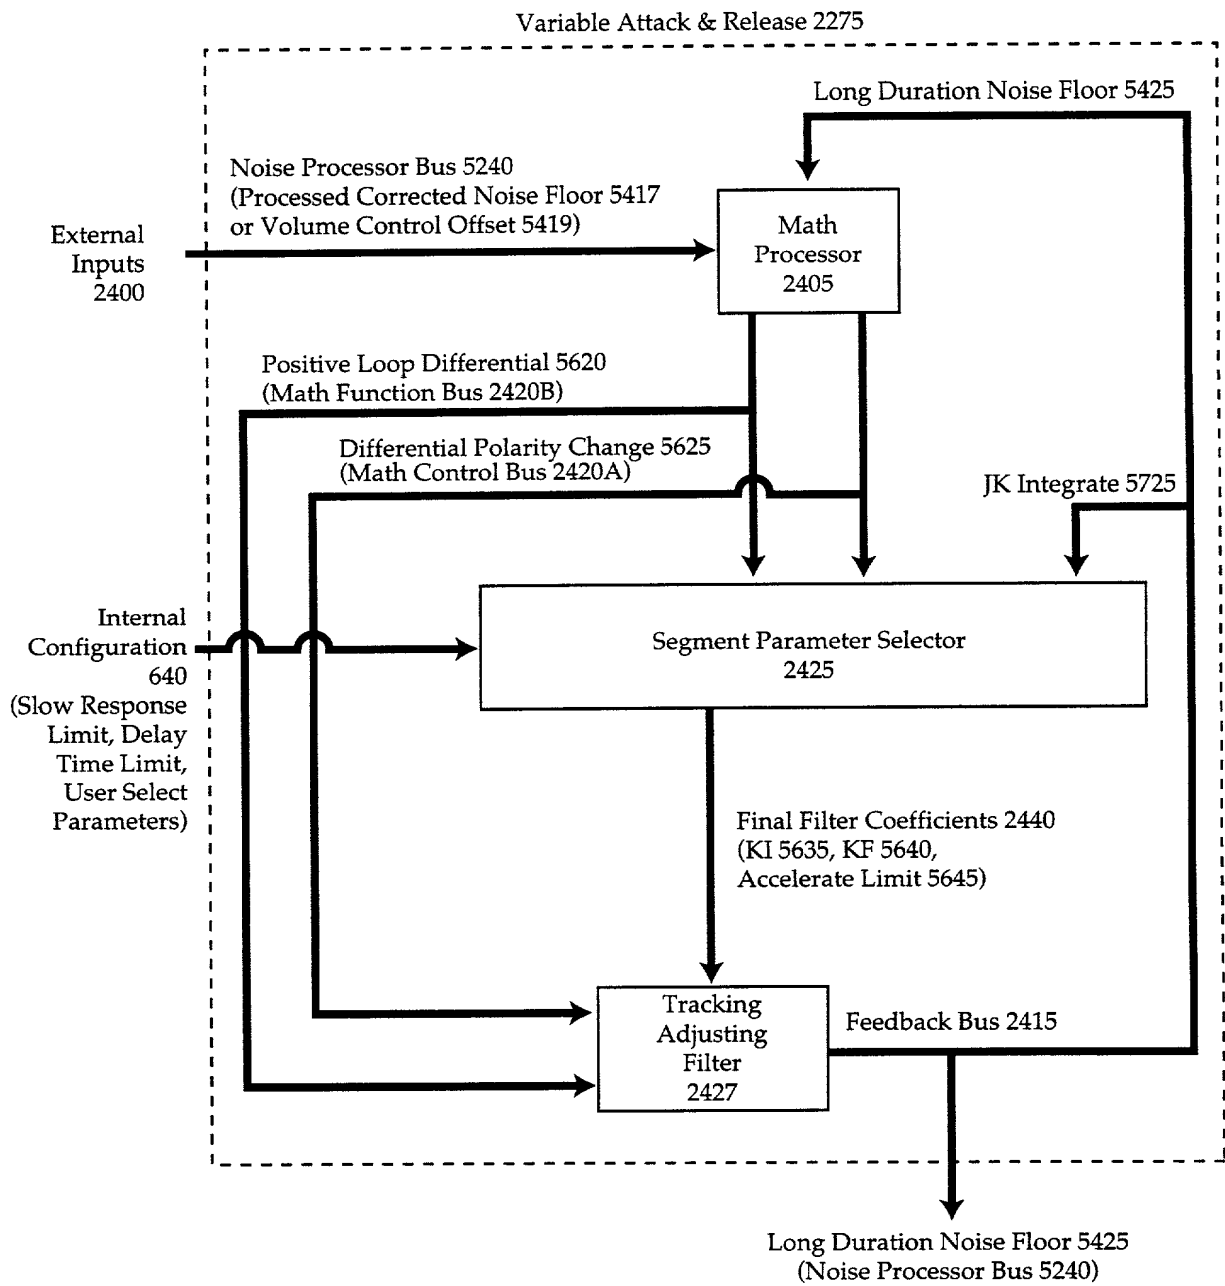 Variable Attack & Release 2275
Long Duration Noise Floor 5425
Noise Processor Bus 5240
(Processed Corrected Noise Floor 5417
or Volume Control Offset 5419)
External
Inputs
2400
Math
Processor
2405
Positive Loop Differential 5620
(Math Function Bus 2420B)
Differential Polarity Change 5625
(Math Control Bus 2420A)
JK Integrate 5725
Internal
Configuration
640
(Slow Response
Limit, Delay
Time Limit,
User Select
Parameters)
Segment Parameter Selector
2425
Final Filter Coefficients 2440
(KI 5635, KF 5640,
Accelerate Limit 5645)
Tracking
Adjusting
Filter
2427
Feedback Bus 2415
Long Duration Noise Floor 5425
(Noise Processor Bus 5240)